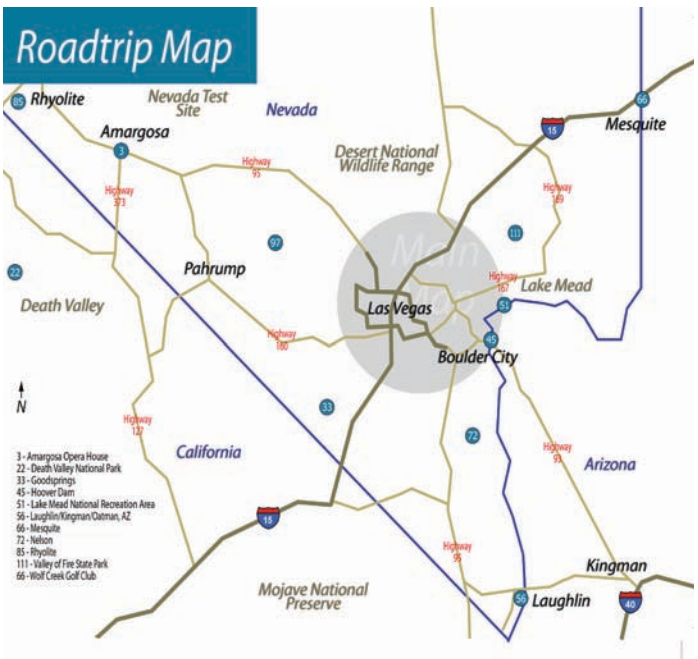 Roadtrip Map
85
Rhyolite
Nevada Test
Site
Nevada
66
Mesquite
15
Amargosa
3
Desert National
Wildlife Range
Highway
95
Highway
373
Highway
169
97
111
Main
Map
22
Pahrump
Death Valley
Highway
167
Lake Mead
51
Las Vegas
45
Boulder City
Highway
160
N
33
72
Highway
127
California
Highway
93
Arizona
3 - Amargosa Opera House
22 - Death Valley National Park
33 - Goodsprings
45 - Hoover Dam
51 - Lake Mead National Recreation Area
56 - Laughlin/Kingman/Oatman, AZ
66 - Mesquite
72 - Nelson
85 - Rhyolite
111 - Valley of Fire State Park
66 - Wolf Creek Golf Club
15
Highway
95
Kingman
Mojave National
Preserve
56
Laughlin
40